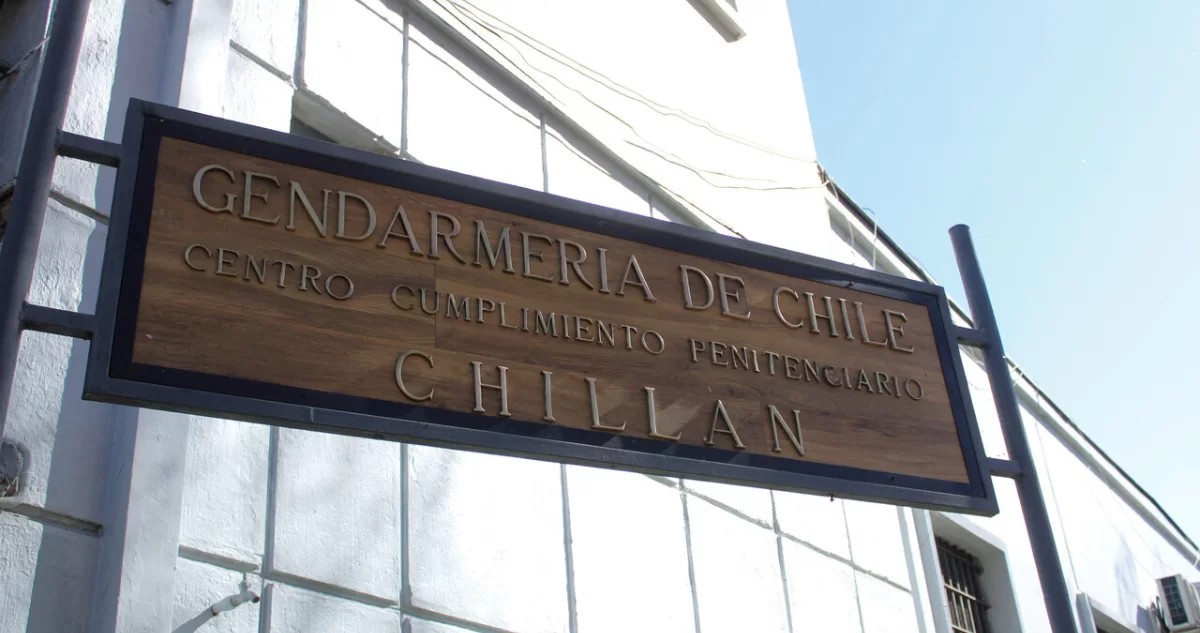 GENDARMERIA DE CHILE
CENTRO CUMPLIMIENTO PENITENCIARIO
CHILLAN